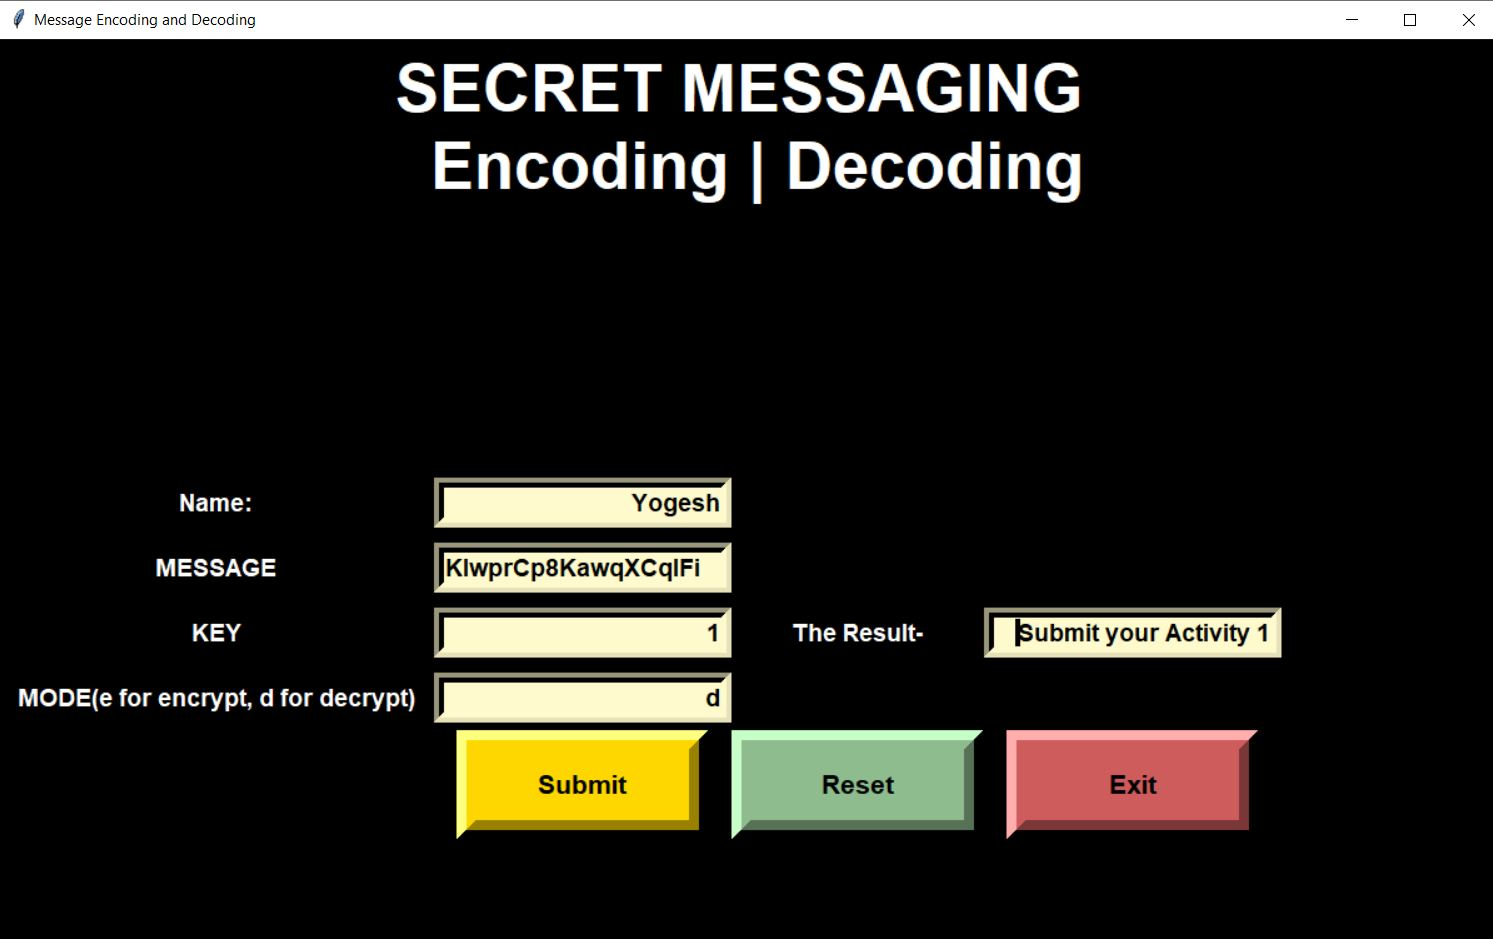 Message Encoding and Decoding
SECRET MESSAGING
Encoding | Decoding
Name:
Yogesh
MESSAGE
KEY
1
The Result-
Submit your Activity 1
MODE(e for encrypt, d for decrypt)
d
Submit
Reset
Exit